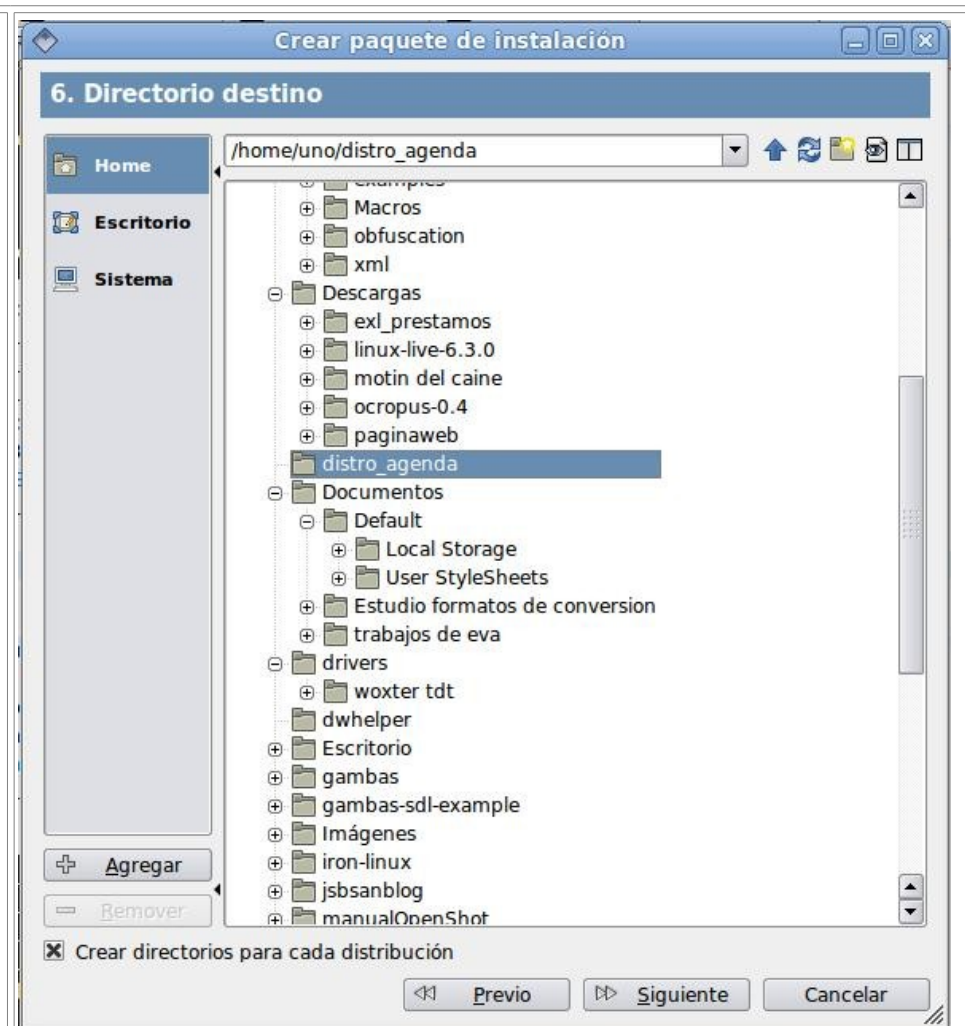 Crear paquete de instalación
6. Directorio destino
Home
Escritorio
Sistema
/home/uno/distro_agenda
examples
Macros
obfuscation
xml
Descargas
exl_prestamos
linux-live-6.3.0
motin del caine
ocropus-0.4
paginaweb
distro_agenda
Documentos
Default
Local Storage
User StyleSheets
Estudio formatos de conversion
trabajos de eva
drivers
woxter tdt
dwhelper
Escritorio
gambas
gambas-sdl-example
Imágenes
iron-linux
jsbsanblog
manualOpenShot
Agregar
Remover
Crear directorios para cada distribución
Previo
Siguiente
Cancelar